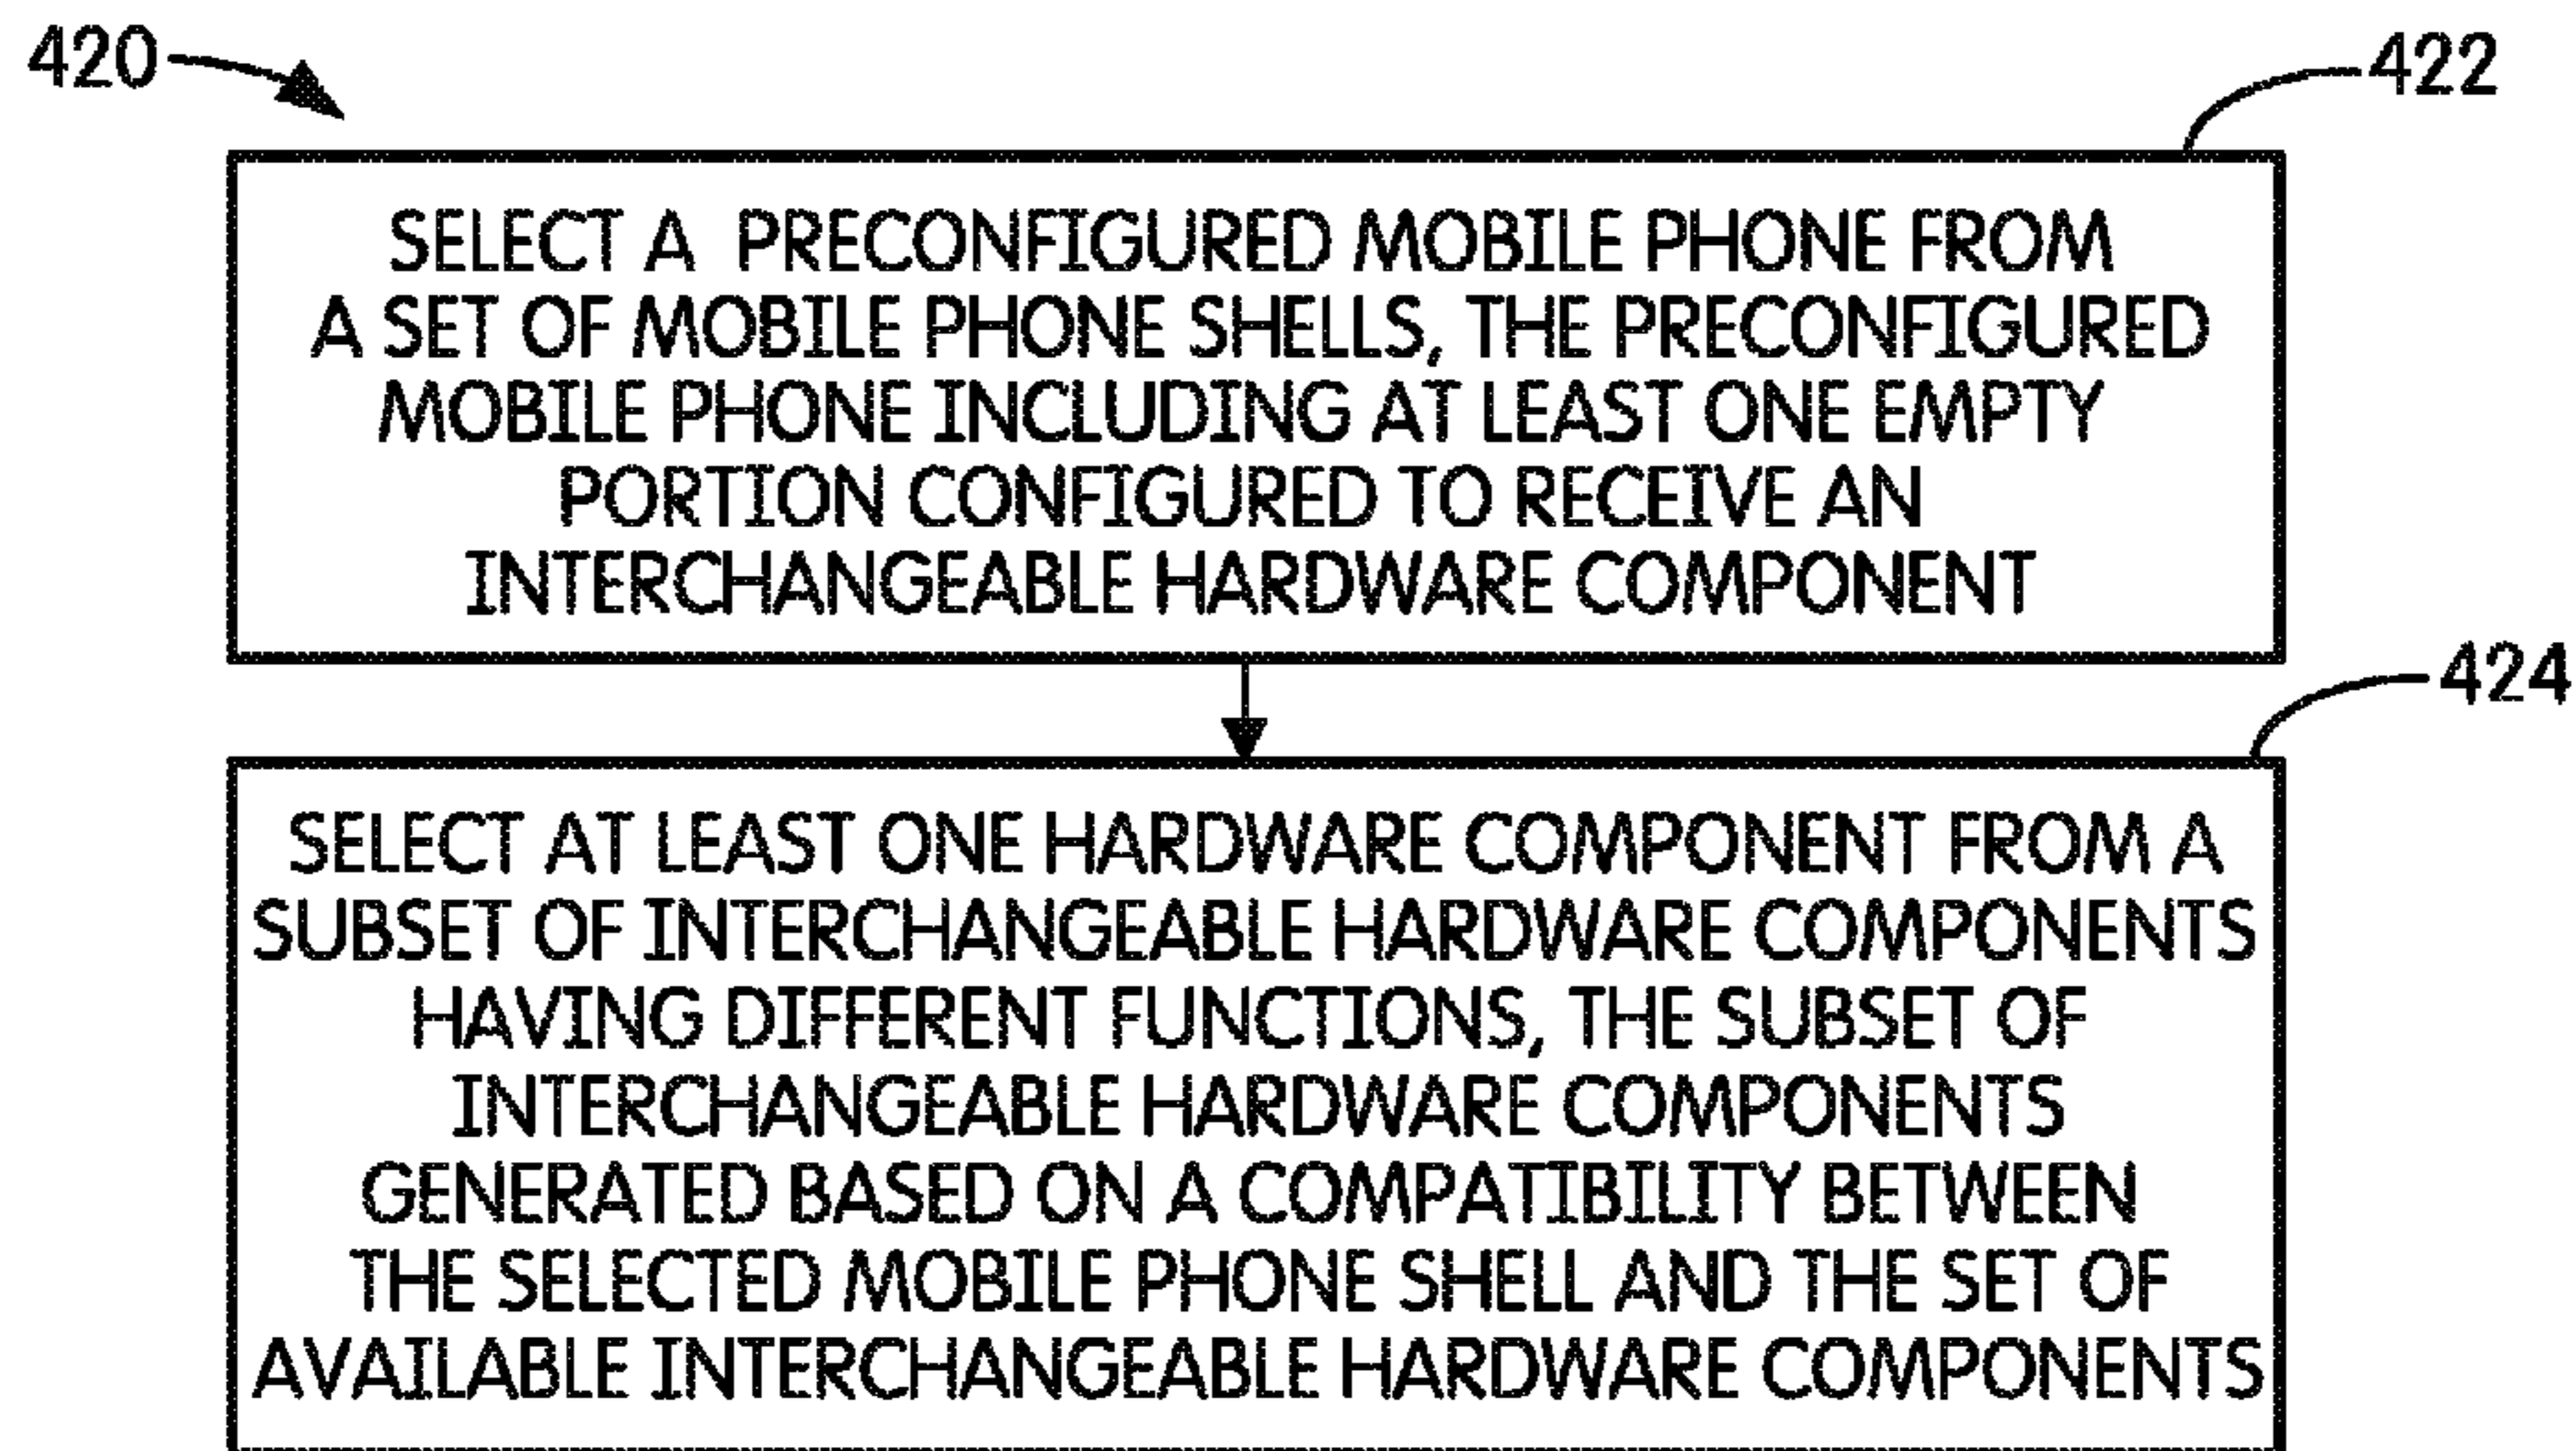 420
422
SELECT A PRECONFIGURED MOBILE PHONE FROM
A SET OF MOBILE PHONE SHELLS, THE PRECONFIGURED
MOBILE PHONE INCLUDING AT LEAST ONE EMPTY
PORTION CONFIGURED TO RECEIVE AN
INTERCHANGEABLE HARDWARE COMPONENT
424
SELECT AT LEAST ONE HARDWARE COMPONENT FROM A
SUBSET OF INTERCHANGEABLE HARDWARE COMPONENTS
HAVING DIFFERENT FUNCTIONS, THE SUBSET OF
INTERCHANGEABLE HARDWARE COMPONENTS
GENERATED BASED ON A COMPATIBILITY BETWEEN
THE SELECTED MOBILE PHONE SHELL AND THE SET OF
AVAILABLE INTERCHANGEABLE HARDWARE COMPONENTS